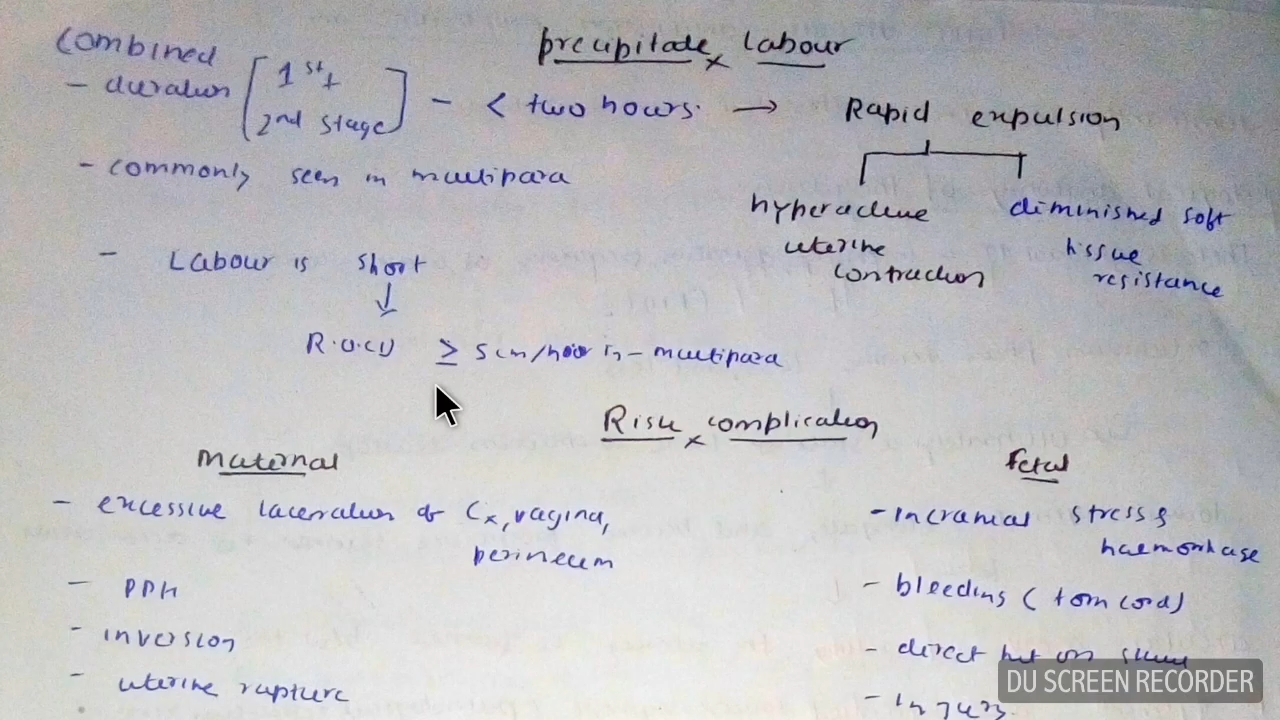 precipitate labour
combined
- duration [1st
2nd stage] - < two hours. → Rapid expulsion
- commonly seen in multipara
hyperactive
uterine
contraction
diminished soft
tissue
resistance
- Labour is short
↓
≥ 5cm/hour in - multipara
Risk complication
Maternal
- excessive laceration of Cx, vagina,
perineum
- PPH
- inversion
- uterine rupture
Fetal
- incranial stress &
haemorrhage
- bleeding (torn cord)
- direct hit on skull
- injury.
DU SCREEN RECORDER